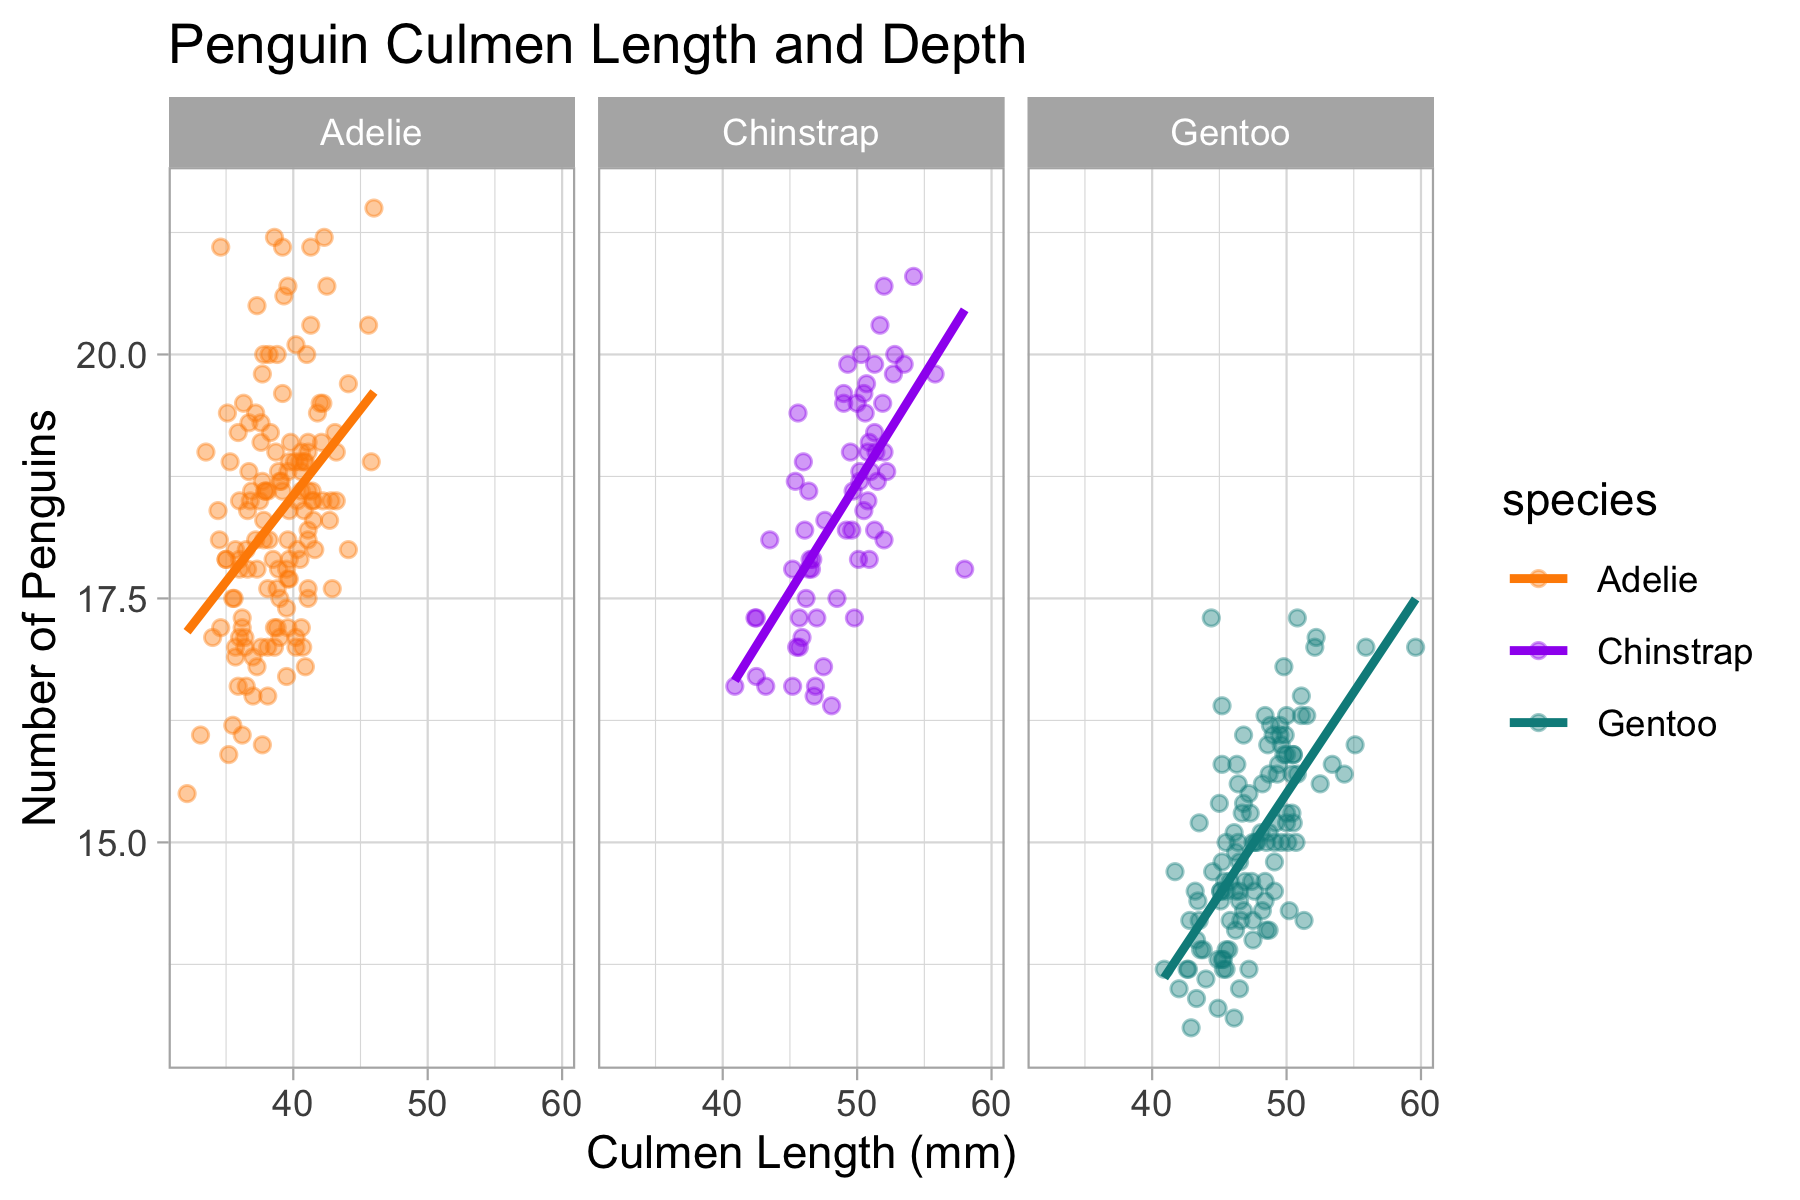 Penguin Culmen Length and Depth
Adelie
Chinstrap
Gentoo
Number of Penguins
20.0
17.5
15.0
40 50 60
40 50 60
40 50 60
Culmen Length (mm)
species
Adelie
Chinstrap
Gentoo